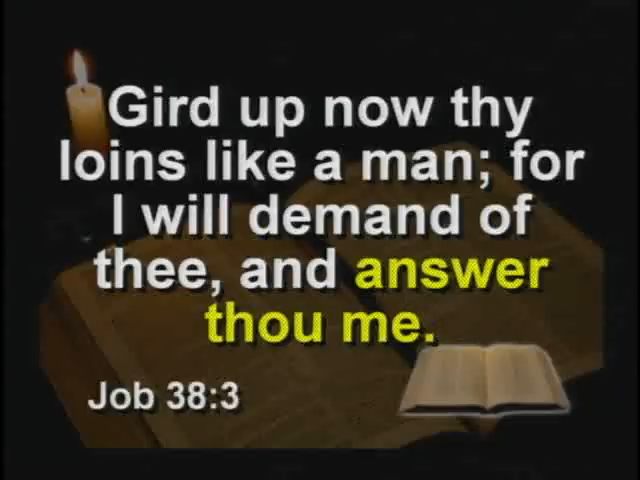 Gird up now thy
loins like a man; for
I will demand of
thee, and answer
thou me.
Job 38:3